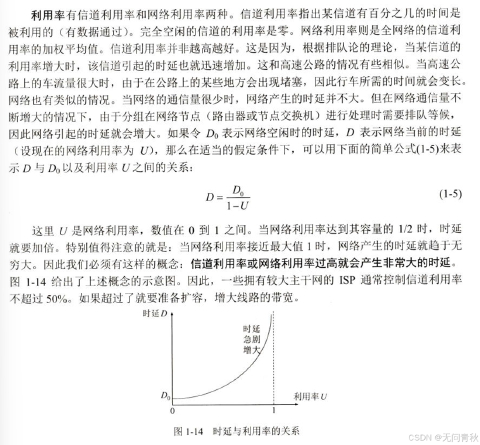 利用率有信道利用率和网络利用率两种。信道利用率指出某信道有百分之几的时间是
被利用的（有数据通过）。完全空闲的信道的利用率是零。网络利用率则是全网络的信道利
用率的加权平均值。信道利用率并非越高越好。这是因为，根据排队论的理论，当某信道的
利用率增大时，该信道引起的时延也就迅速增加。这和高速公路的情况有些相似。当高速公
路上的车流量很大时，由于在公路上的某些地方会出现堵塞，因此行车所需的时间就会变长。
网络也有类似的情况。当网络的通信量很少时，网络产生的时延并不大。但在网络通信量不
断增大的情况下，由于分组在网络节点（路由器或节点交换机）进行处理时需要排队等候，
因此网络引起的时延就会增大。如果令 D₀ 表示网络空闲时的时延，D 表示网络当前的时延
（设现在的网络利用率为 U），那么在适当的假定条件下，可以用下面的简单公式(1-5)来表
示 D 与 D₀ 以及利用率 U 之间的关系：
D = D₀ / (1−U) (1-5)
这里 U 是网络利用率，数值在 0 到 1 之间。当网络利用率达到其容量的 1/2 时，时延
就要加倍。特别值得注意的就是：当网络利用率接近最大值 1 时，网络产生的时延就趋于无
穷大。因此我们必须有这样的概念：信道利用率或网络利用率过高就会产生非常大的时延。
图 1-14 给出了上述概念的示意图。因此，一些拥有较大主干网的 ISP 通常控制信道利用率
不超过 50%。如果超过了就要准备扩容，增大线路的带宽。
时延 D
时延
急剧
增大
D₀
0 1 利用率 U
图 1-14 时延与利用率的关系
CSDN @无问青秋